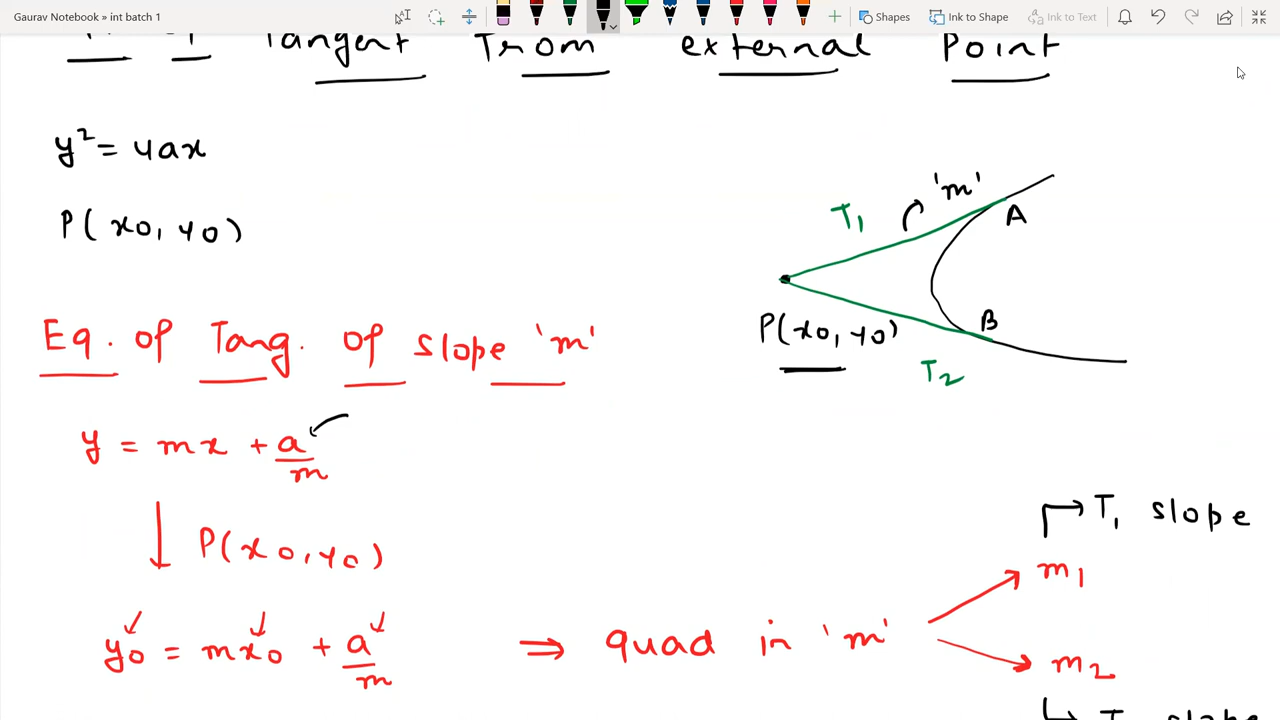 Gaurav Notebook » int batch 1
Shapes
Ink to Shape
Ink to Text
Tangent From external Point
y² = 4ax
P(x0, y0)
'm'
T1
A
P(x0, y0)
B
T2
Eq. of Tang. of slope 'm'
y = mx + a/m
P(x0, y0)
T1 slope
m1
y0 = mx0 + a/m ⇒ quad in 'm'
m2